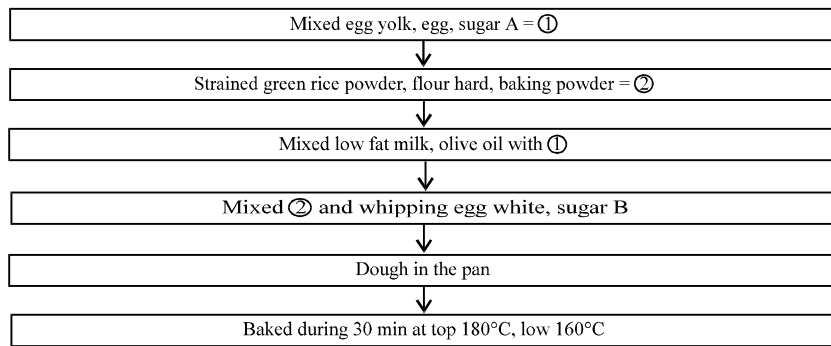 Mixed egg yolk, egg, sugar A = ①
Strained green rice powder, flour hard, baking powder = ②
Mixed low fat milk, olive oil with ①
Mixed ② and whipping egg white, sugar B
Dough in the pan
Baked during 30 min at top 180°C, low 160°C